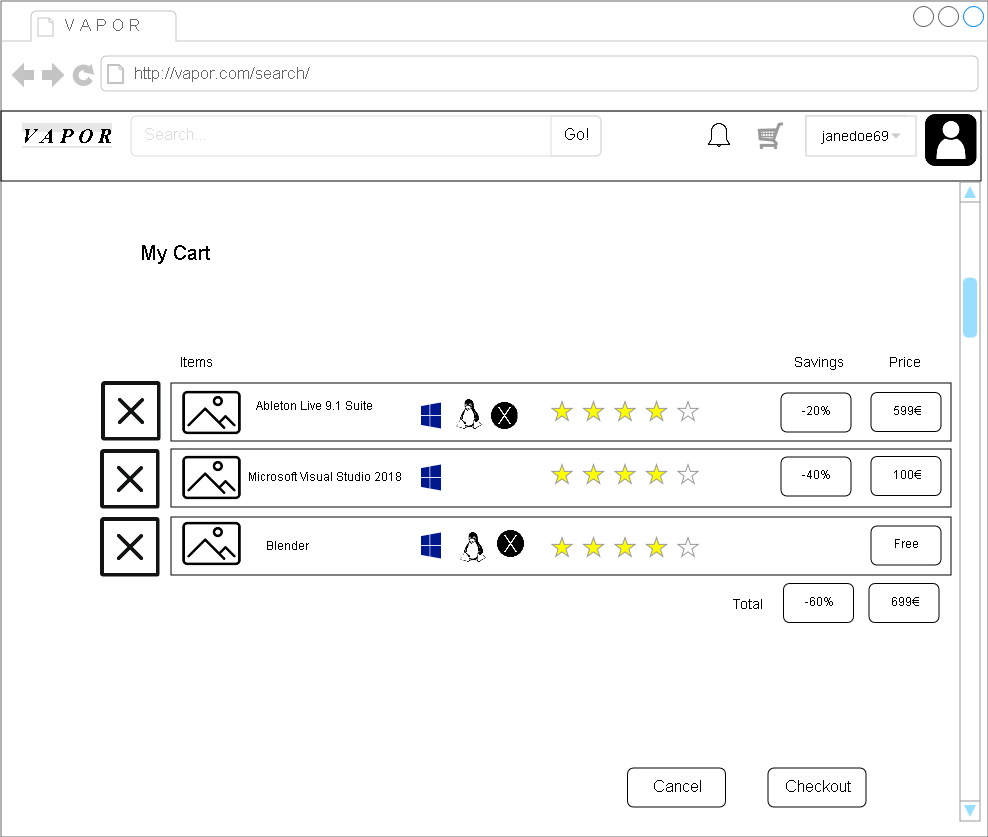 VAPOR
http://vapor.com/search/
VAPOR Search... Go! janedoe69
My Cart
Items Savings Price
Ableton Live 9.1 Suite -20% 599€
Microsoft Visual Studio 2018 -40% 100€
Blender Free
Total -60% 699€
Cancel Checkout